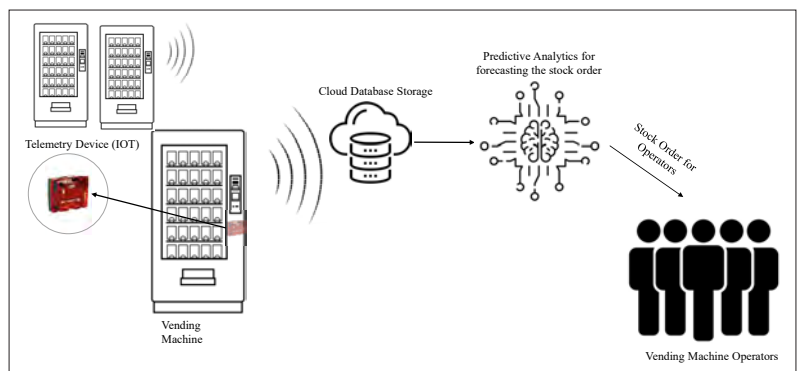 Predictive Analytics for
forecasting the stock order
Cloud Database Storage
Telemetry Device (IOT)
Stock Order for
Operators
Vending
Machine
Vending Machine Operators